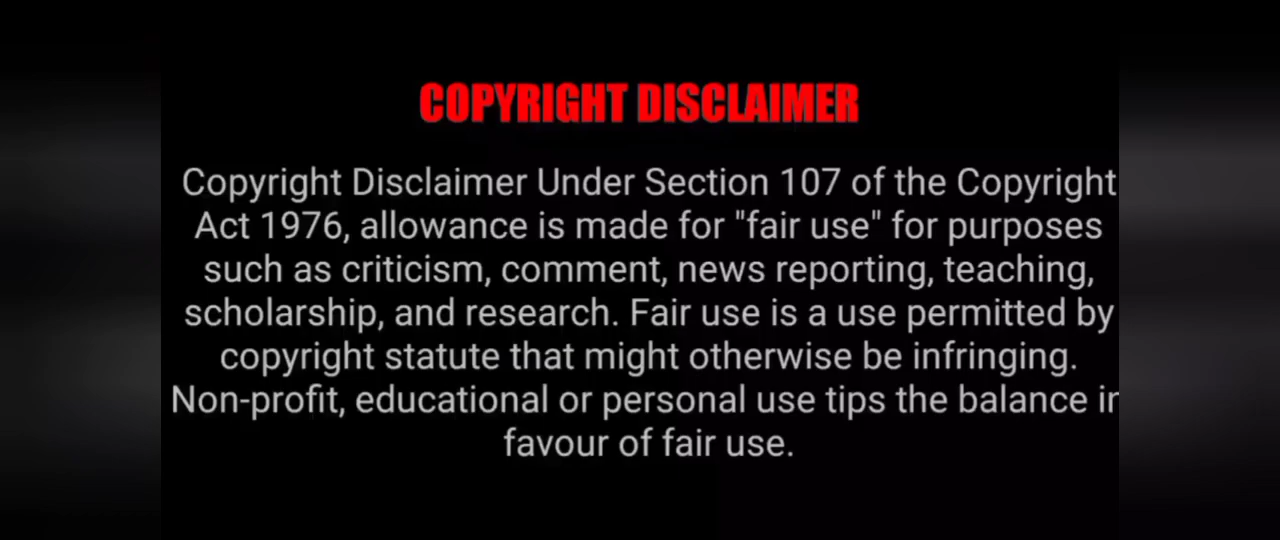 COPYRIGHT DISCLAIMER
Copyright Disclaimer Under Section 107 of the Copyright
Act 1976, allowance is made for "fair use" for purposes
such as criticism, comment, news reporting, teaching,
scholarship, and research. Fair use is a use permitted by
copyright statute that might otherwise be infringing.
Non-profit, educational or personal use tips the balance in
favour of fair use.